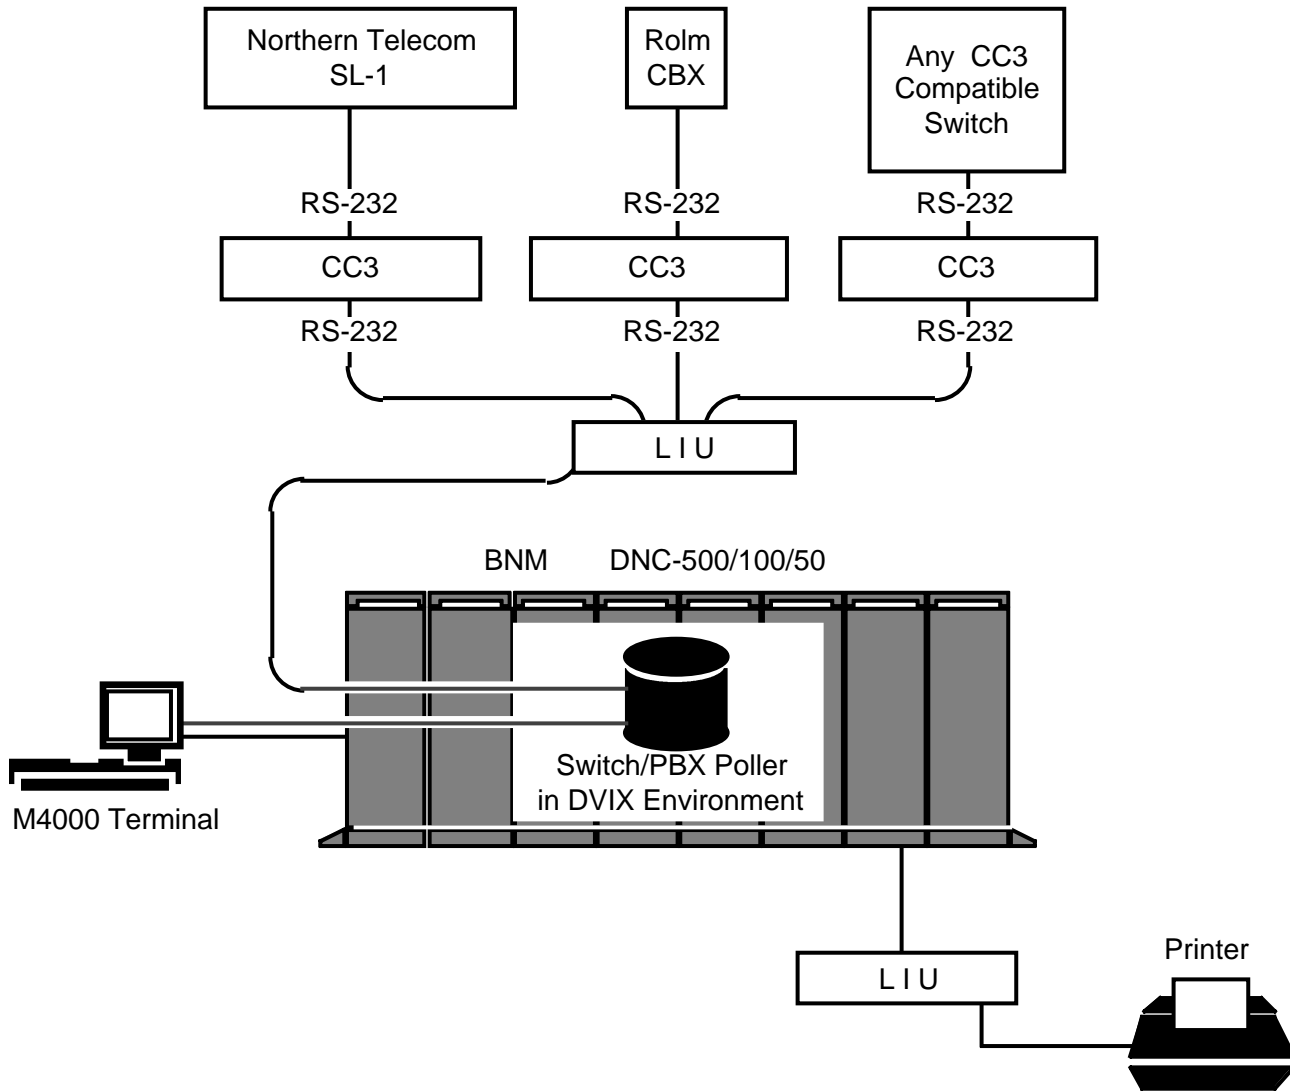 Northern Telecom
SL-1
Rolm
CBX
Any CC3
Compatible
Switch
RS-232
RS-232
RS-232
CC3
CC3
CC3
RS-232
RS-232
RS-232
L I U
BNM DNC-500/100/50
Switch/PBX Poller
in DVIX Environment
M4000 Terminal
L I U
Printer